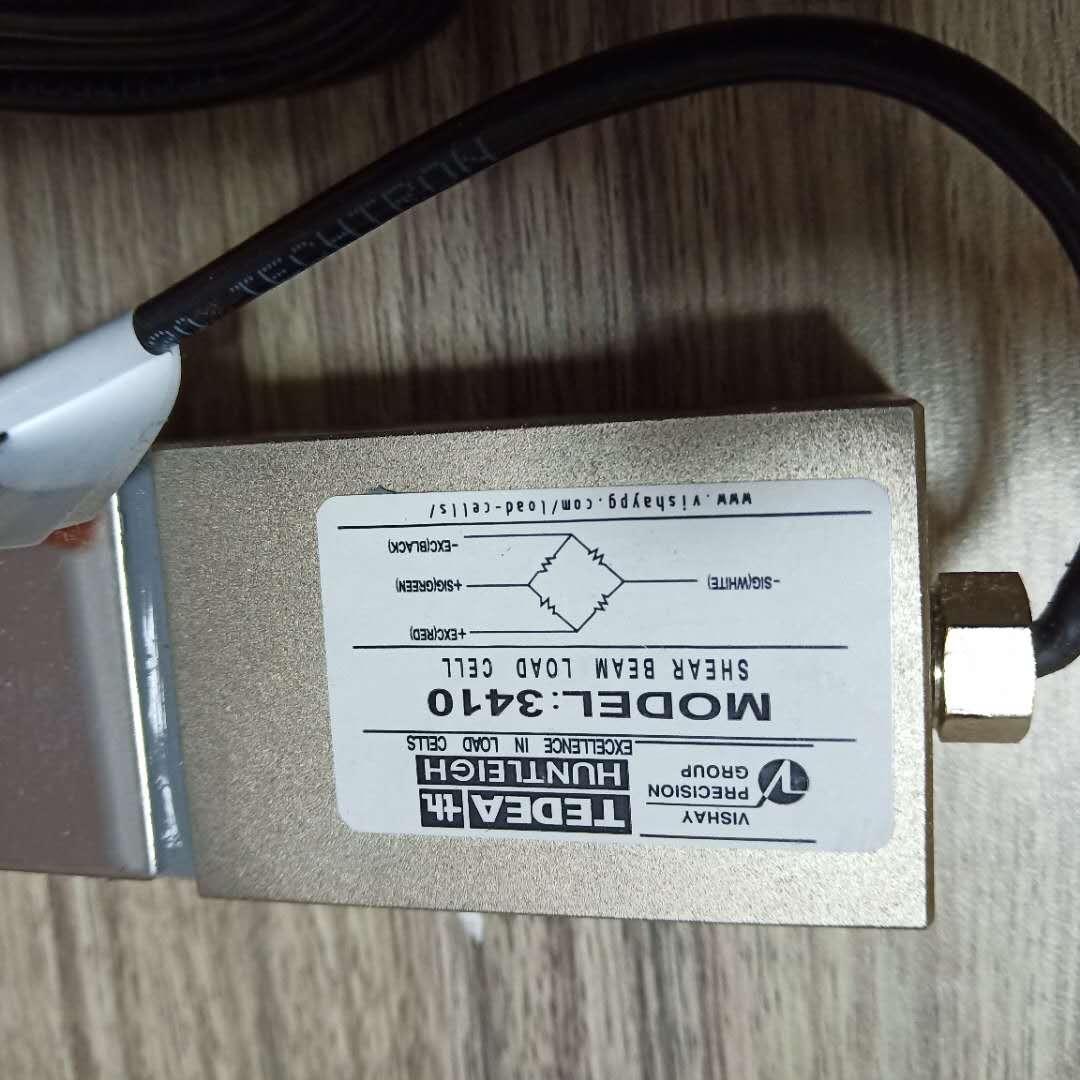 VISHAY
PRECISION
GROUP
TEDEA
HUNTLEIGH
EXCELLENCE IN LOAD CELLS
MODEL:3410
SHEAR BEAM LOAD CELL
+EXC(RED)
-SIG(WHITE)
+SIG(GREEN)
-EXC(BLACK)
www.vishaypg.com/load-cells/